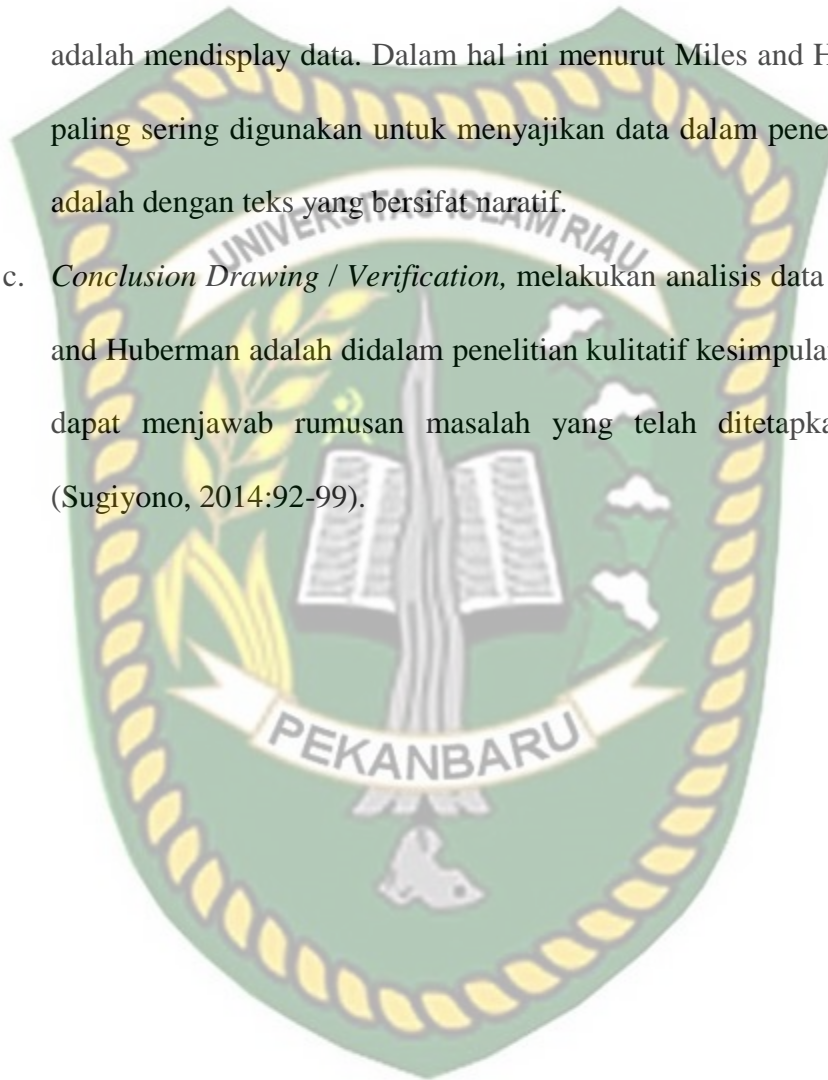 adalah mendisplay data. Dalam hal ini menurut Miles and H
paling sering digunakan untuk menyajikan data dalam pene
adalah dengan teks yang bersifat naratif.
UNIVERSITAS ISLAM RIAU
c. Conclusion Drawing / Verification, melakukan analisis data
and Huberman adalah didalam penelitian kulitatif kesimpula
dapat menjawab rumusan masalah yang telah ditetapka
(Sugiyono, 2014:92-99).
PEKANBARU